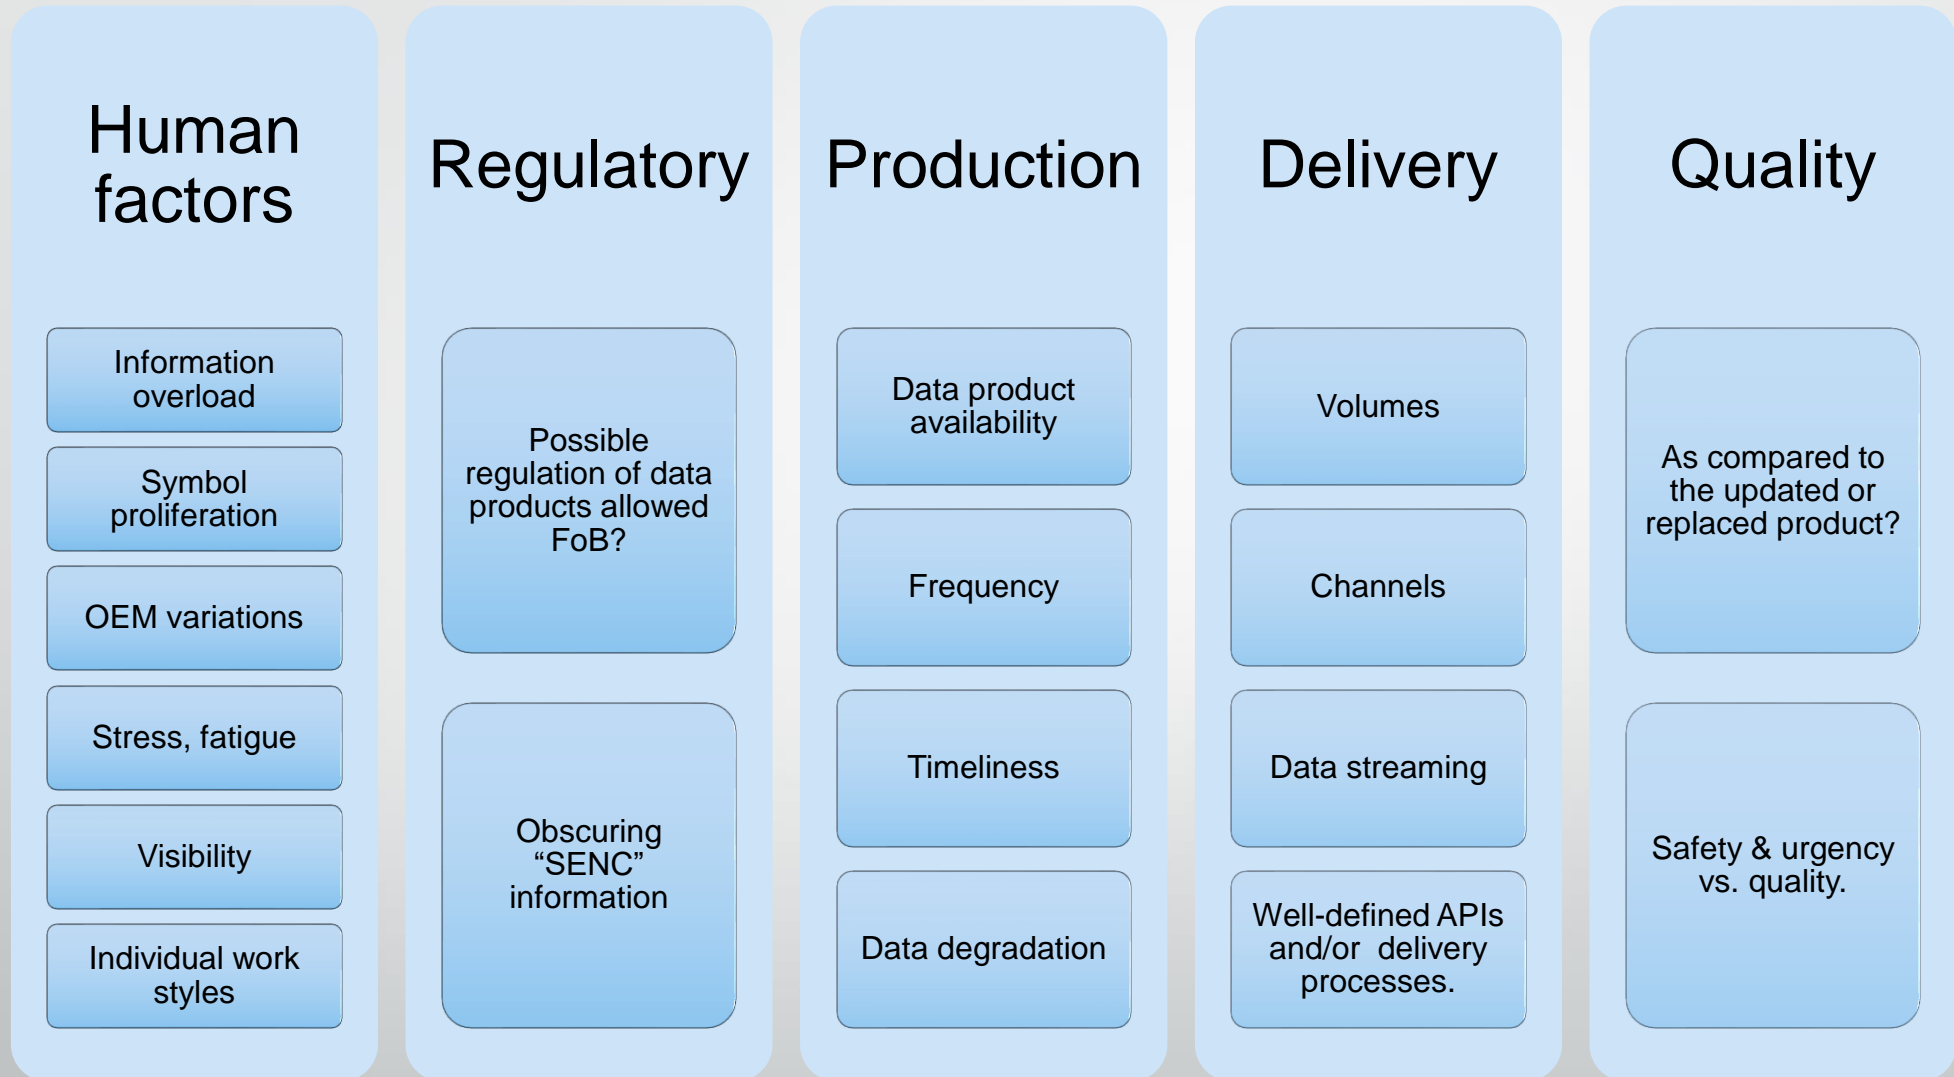 Human
factors
Information
overload
Symbol
proliferation
OEM variations
Stress, fatigue
Visibility
Individual work
styles
Regulatory
Possible
regulation of data
products allowed
FoB?
Obscuring
“SENC”
information
Production
Data product
availability
Frequency
Timeliness
Data degradation
Delivery
Volumes
Channels
Data streaming
Well-defined APIs
and/or  delivery
processes.
Quality
As compared to
the updated or
replaced product?
Safety & urgency
vs. quality.